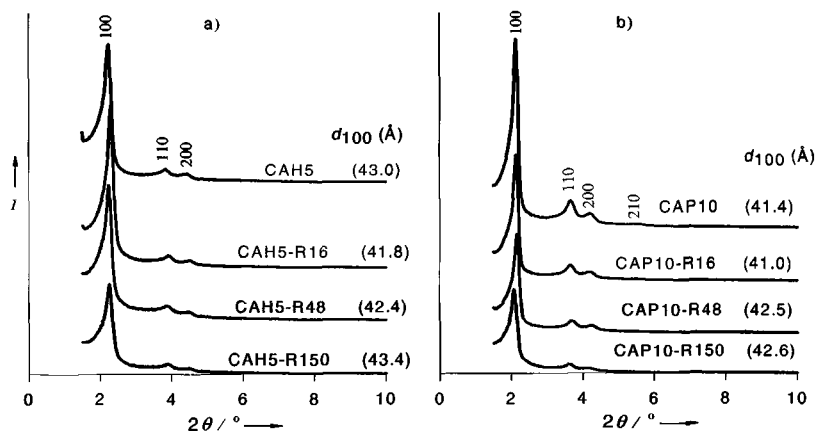 a)
100
110
200
d100 (Å)
CAH5 (43.0)
CAH5-R16 (41.8)
CAH5-R48 (42.4)
CAH5-R150 (43.4)
I
0 2 4 6 8 10
2θ / °
b)
100
110
200
210
d100 (Å)
CAP10 (41.4)
CAP10-R16 (41.0)
CAP10-R48 (42.5)
CAP10-R150 (42.6)
0 2 4 6 8 10
2θ / °